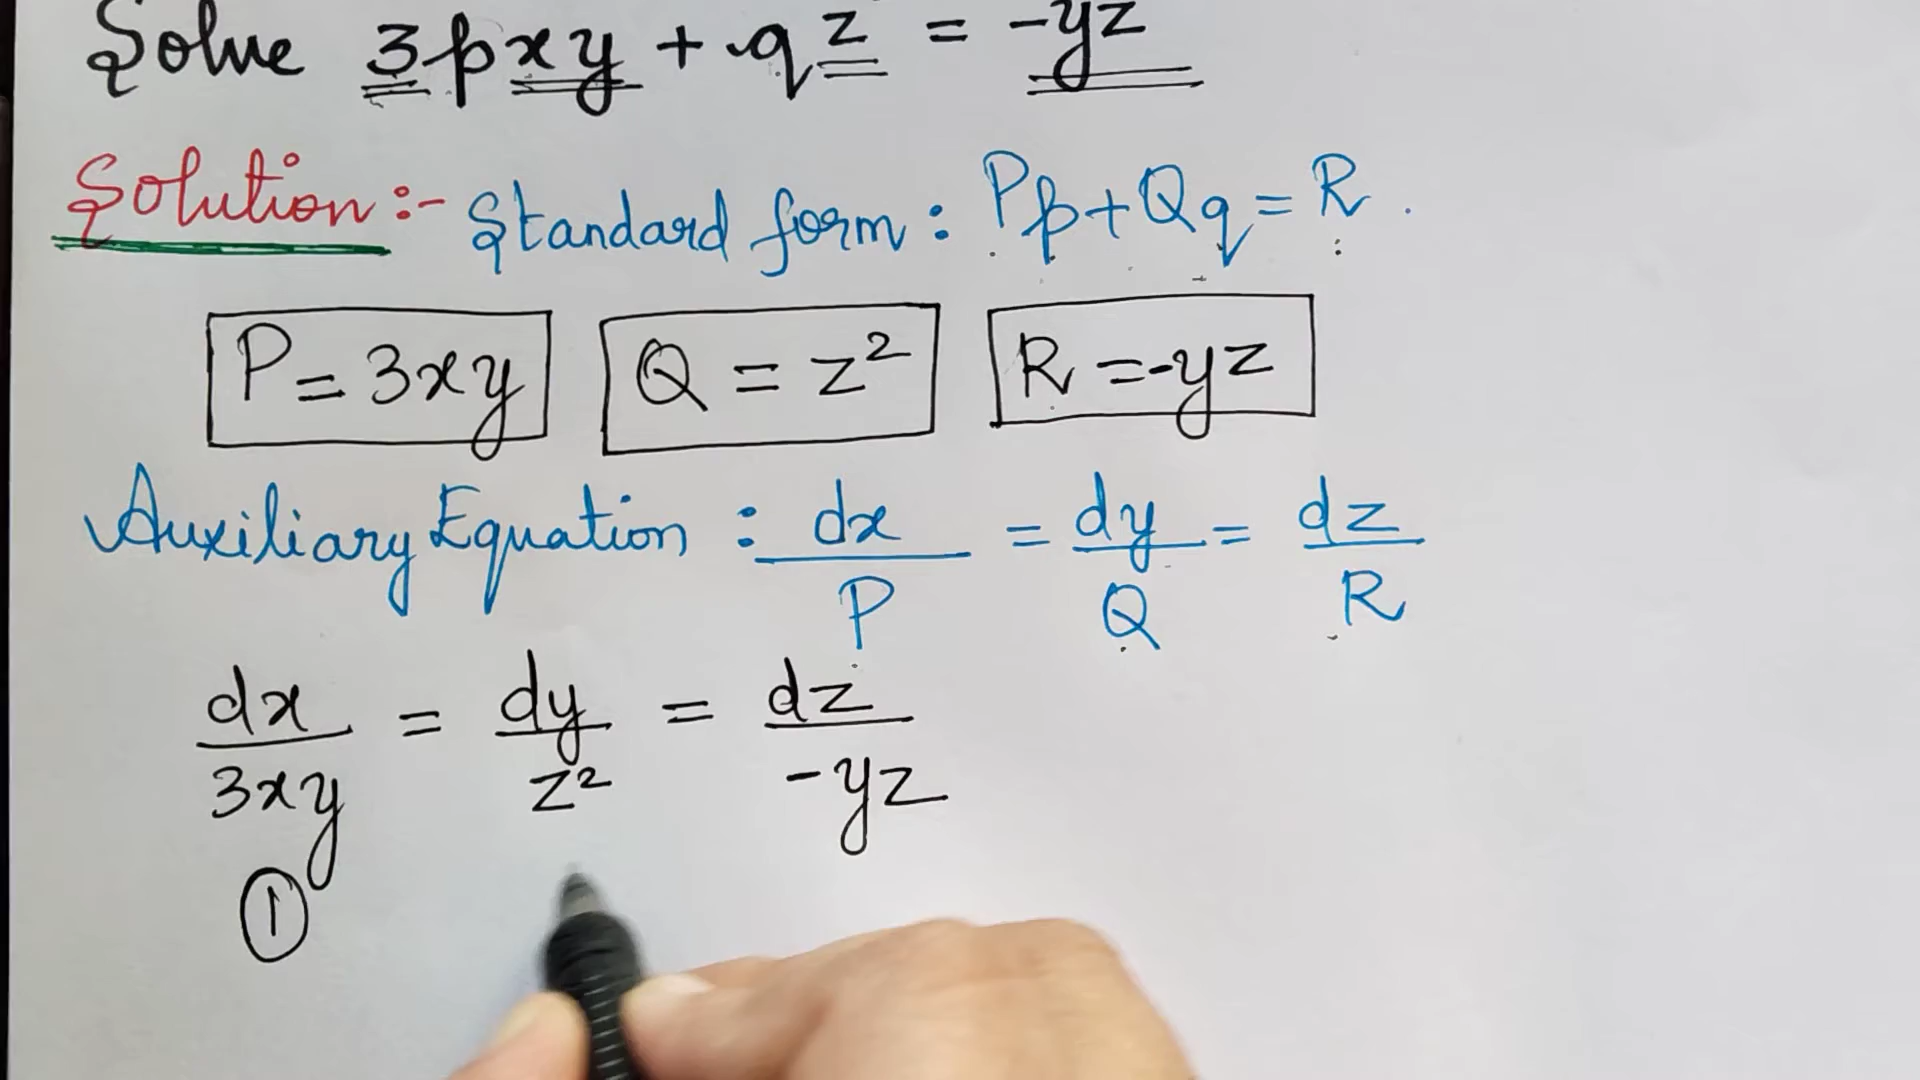 Solve 3pxy + qz = -yz
Solution:- Standard form: Pp+Qq=R.
P=3xy Q = z² R=-yz
Auxiliary Equation: dx/P = dy/Q = dz/R
dx/3xy = dy/z² = dz/-yz
①